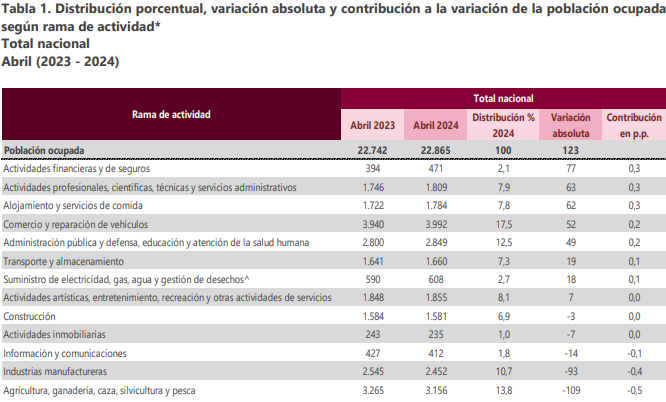 Tabla 1. Distribución porcentual, variación absoluta y contribución a la variación de la población ocupada
según rama de actividad*
Total nacional
Abril (2023 - 2024)
Rama de actividad Total nacional
Abril 2023 Abril 2024 Distribución % 2024 Variación absoluta Contribución en p.p.
Población ocupada 22.742 22.865 100 123
Actividades financieras y de seguros 394 471 2,1 77 0,3
Actividades profesionales, científicas, técnicas y servicios administrativos 1.746 1.809 7,9 63 0,3
Alojamiento y servicios de comida 1.722 1.784 7,8 62 0,3
Comercio y reparación de vehículos 3.940 3.992 17,5 52 0,2
Administración pública y defensa, educación y atención de la salud humana 2.800 2.849 12,5 49 0,2
Transporte y almacenamiento 1.641 1.660 7,3 19 0,1
Suministro de electricidad, gas, agua y gestión de desechos^ 590 608 2,7 18 0,1
Actividades artísticas, entretenimiento, recreación y otras actividades de servicios 1.848 1.855 8,1 7 0,0
Construcción 1.584 1.581 6,9 -3 0,0
Actividades inmobiliarias 243 235 1,0 -7 0,0
Información y comunicaciones 427 412 1,8 -14 -0,1
Industrias manufactureras 2.545 2.452 10,7 -93 -0,4
Agricultura, ganadería, caza, silvicultura y pesca 3.265 3.156 13,8 -109 -0,5